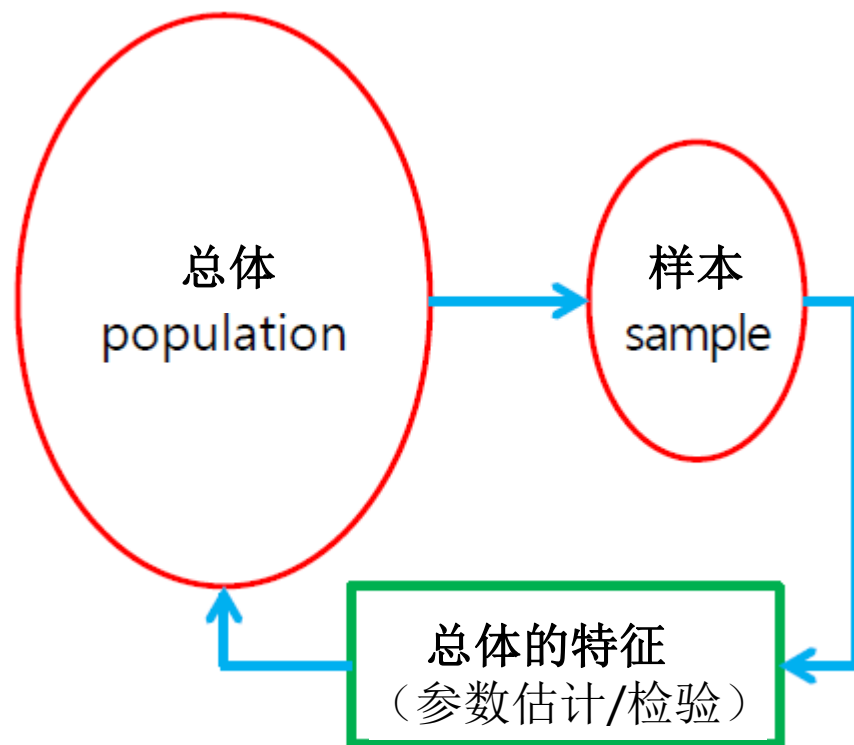 总体
population
样本
sample
总体的特征
（参数估计/检验）